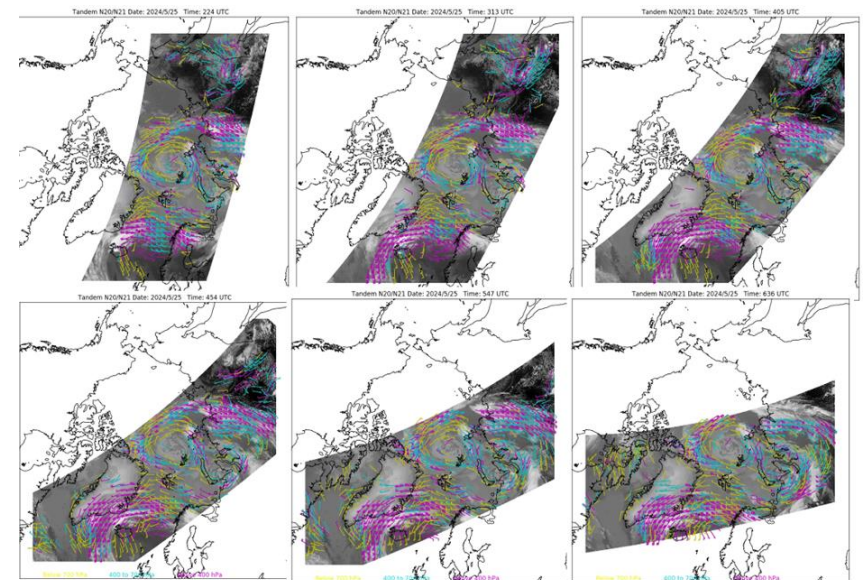 Tandem N20/N21 Date: 2024/5/25 Time: 224 UTC
Tandem N20/N21 Date: 2024/5/25 Time: 313 UTC
Tandem N20/N21 Date: 2024/5/25 Time: 405 UTC
Tandem N20/N21 Date: 2024/5/25 Time: 454 UTC
Tandem N20/N21 Date: 2024/5/25 Time: 547 UTC
Tandem N20/N21 Date: 2024/5/25 Time: 636 UTC